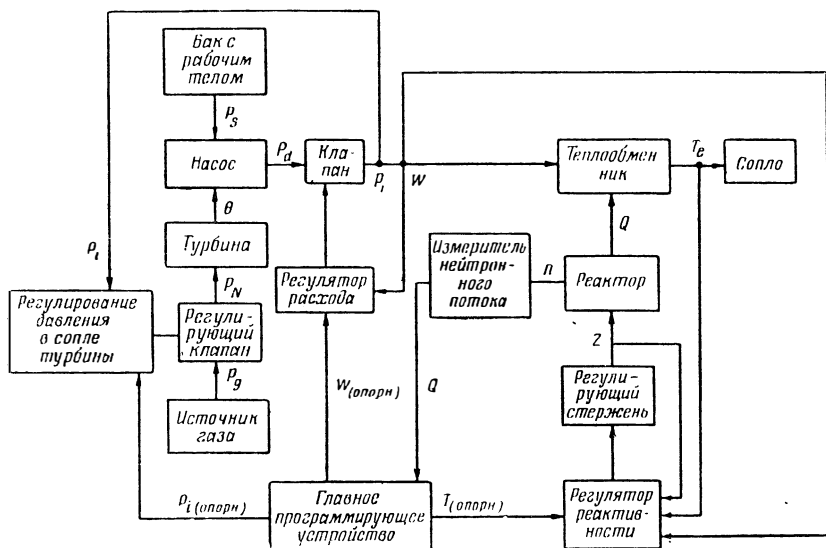 Бак с
рабочим
телом
P_s
Насос
P_d
Кла-
пан
P_i
W
Теплообмен
ник
T_e
Сопло
θ
Турбина
P_i
P_N
Регулирование
давления
в сопле
турбины
Регули-
рующий
клапан
P_g
Источник
газа
Регулятор
расхода
Измеритель
нейтрон-
ного
потока
n
Q
Реактор
Z
Регули-
рующий
стержень
W(опорн)
Q
P_i(опорн)
Главное
программирующее
устройство
T(опорн)
Регулятор
реактив-
ности